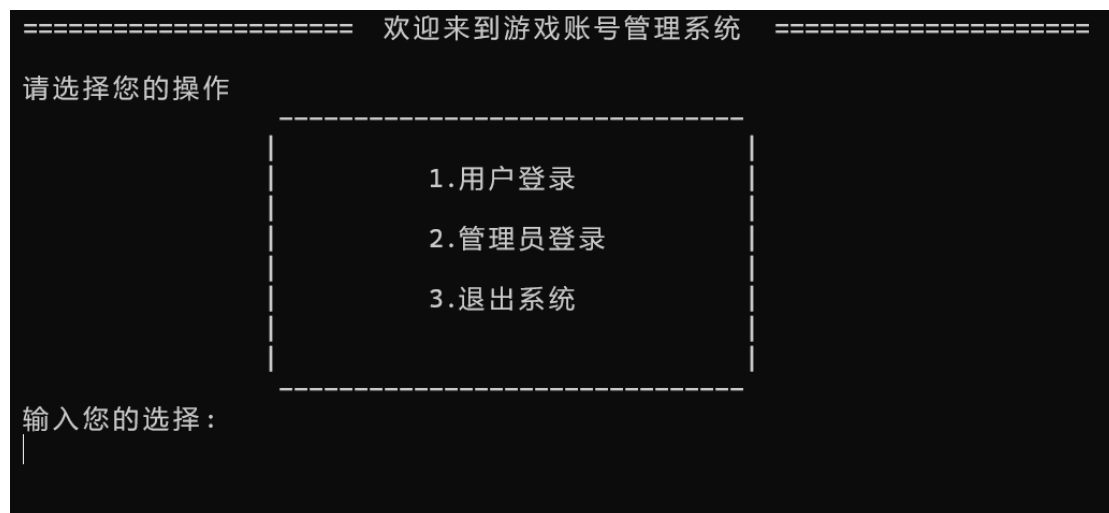 ====================== 欢迎来到游戏账号管理系统 =====================
请选择您的操作
-------------------------------
| |
| 1.用户登录 |
| |
| 2.管理员登录 |
| |
| 3.退出系统 |
| |
| |
-------------------------------
输入您的选择: